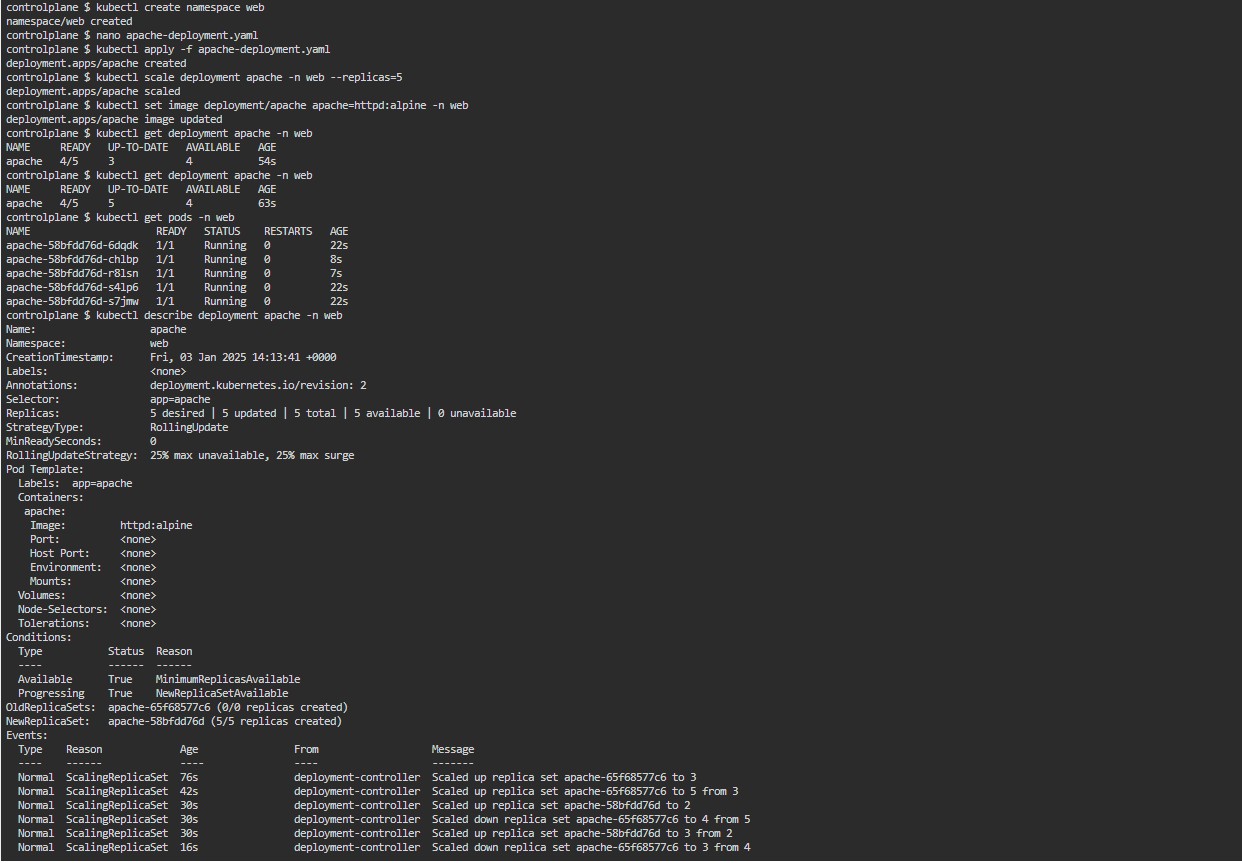 controlplane $ kubectl create namespace web
namespace/web created
controlplane $ nano apache-deployment.yaml
controlplane $ kubectl apply -f apache-deployment.yaml
deployment.apps/apache created
controlplane $ kubectl scale deployment apache -n web --replicas=5
deployment.apps/apache scaled
controlplane $ kubectl set image deployment/apache apache=httpd:alpine -n web
deployment.apps/apache image updated
controlplane $ kubectl get deployment apache -n web
NAME     READY   UP-TO-DATE   AVAILABLE   AGE
apache   4/5     3            4           54s
controlplane $ kubectl get deployment apache -n web
NAME     READY   UP-TO-DATE   AVAILABLE   AGE
apache   4/5     5            4           63s
controlplane $ kubectl get pods -n web
NAME                     READY   STATUS    RESTARTS   AGE
apache-58bfdd76d-6dqdk   1/1     Running   0          22s
apache-58bfdd76d-chlbp   1/1     Running   0          8s
apache-58bfdd76d-r8lsn   1/1     Running   0          7s
apache-58bfdd76d-s4lp6   1/1     Running   0          22s
apache-58bfdd76d-s7jmw   1/1     Running   0          22s
controlplane $ kubectl describe deployment apache -n web
Name:                   apache
Namespace:              web
CreationTimestamp:      Fri, 03 Jan 2025 14:13:41 +0000
Labels:                 <none>
Annotations:            deployment.kubernetes.io/revision: 2
Selector:               app=apache
Replicas:               5 desired | 5 updated | 5 total | 5 available | 0 unavailable
StrategyType:           RollingUpdate
MinReadySeconds:        0
RollingUpdateStrategy:  25% max unavailable, 25% max surge
Pod Template:
  Labels:  app=apache
  Containers:
   apache:
    Image:         httpd:alpine
    Port:          <none>
    Host Port:     <none>
    Environment:   <none>
    Mounts:        <none>
  Volumes:         <none>
  Node-Selectors:  <none>
  Tolerations:     <none>
Conditions:
  Type           Status  Reason
  ----           ------  ------
  Available      True    MinimumReplicasAvailable
  Progressing    True    NewReplicaSetAvailable
OldReplicaSets:  apache-65f68577c6 (0/0 replicas created)
NewReplicaSet:   apache-58bfdd76d (5/5 replicas created)
Events:
  Type    Reason             Age                From                   Message
  ----    ------             ----               ----                   -------
  Normal  ScalingReplicaSet  76s                deployment-controller  Scaled up replica set apache-65f68577c6 to 3
  Normal  ScalingReplicaSet  42s                deployment-controller  Scaled up replica set apache-65f68577c6 to 5 from 3
  Normal  ScalingReplicaSet  30s                deployment-controller  Scaled up replica set apache-58bfdd76d to 2
  Normal  ScalingReplicaSet  30s                deployment-controller  Scaled down replica set apache-65f68577c6 to 4 from 5
  Normal  ScalingReplicaSet  30s                deployment-controller  Scaled up replica set apache-58bfdd76d to 3 from 2
  Normal  ScalingReplicaSet  16s                deployment-controller  Scaled down replica set apache-65f68577c6 to 3 from 4